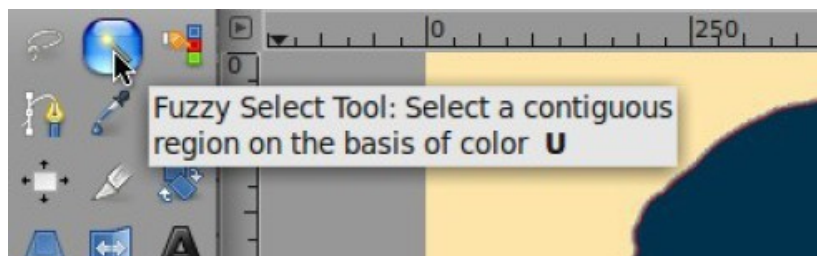 0 250
0
Fuzzy Select Tool: Select a contiguous
region on the basis of color U
A